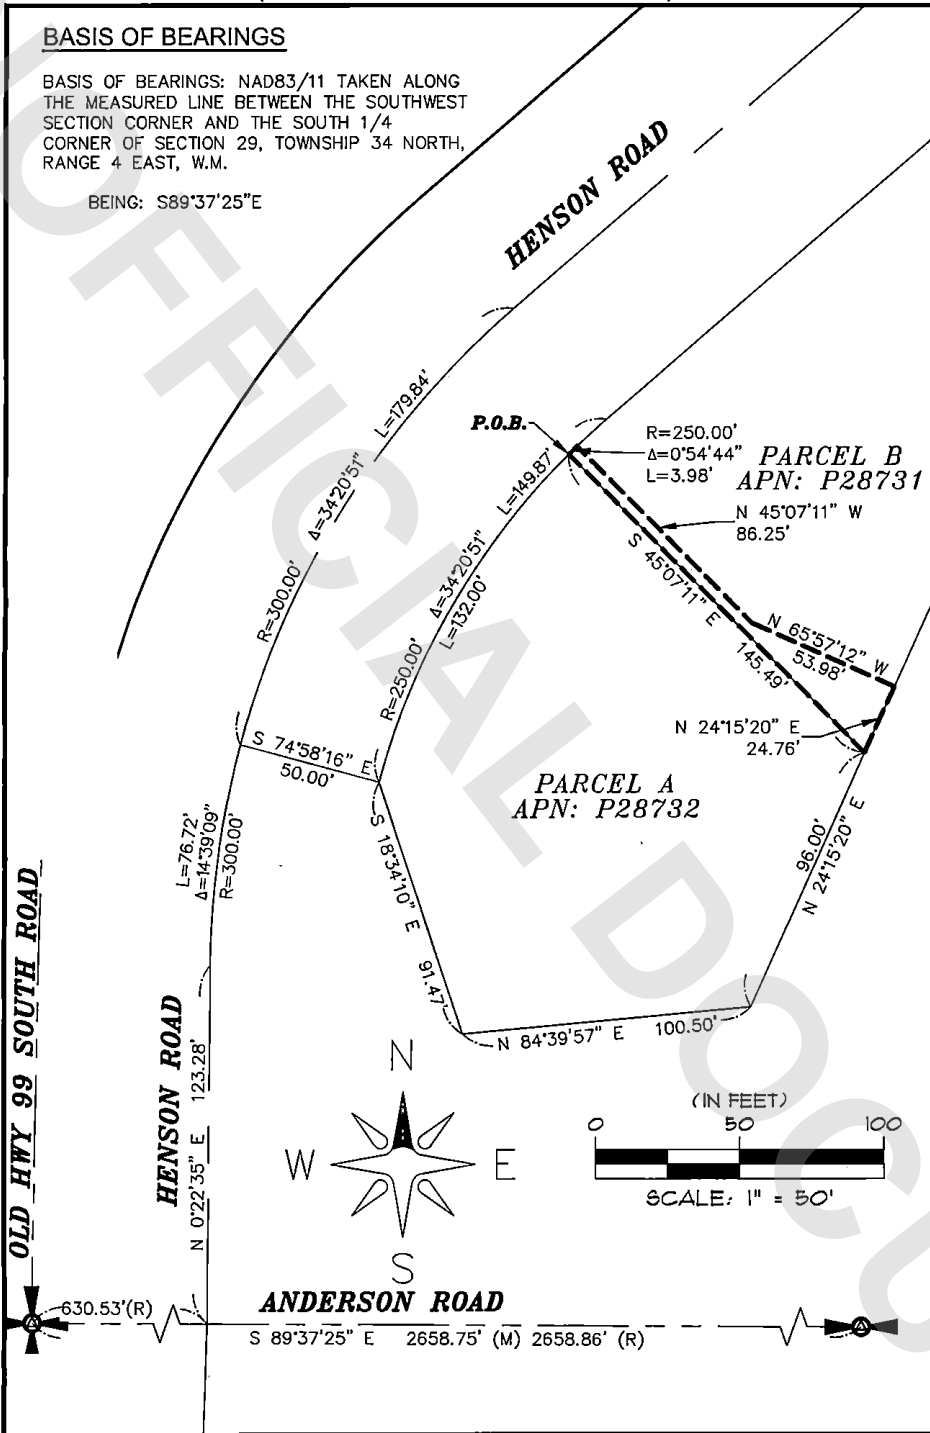 BASIS OF BEARINGS
BASIS OF BEARINGS: NAD83/11 TAKEN ALONG
THE MEASURED LINE BETWEEN THE SOUTHWEST
SECTION CORNER AND THE SOUTH 1/4
CORNER OF SECTION 29, TOWNSHIP 34 NORTH,
RANGE 4 EAST, W.M.
BEING: S89°37'25"E
HENSON ROAD
L=179.84'
Δ=34°20'51"
R=300.00'
P.O.B.
R=250.00'
Δ=0°54'44"
L=3.98'
PARCEL B
APN: P28731
N 45°07'11" W
86.25'
L=149.87'
Δ=34°20'51"
L=132.00'
R=250.00'
S 45°07'11" E
145.49'
N 65°57'12" W
53.98'
N 24°15'20" E
24.76'
S 74°58'16" E
50.00'
PARCEL A
APN: P28732
L=76.72'
Δ=14°39'09"
R=300.00'
S 18°34'10" E
91.47'
96.00'
N 24°15'20" E
N 84°39'57" E 100.50'
OLD HWY 99 SOUTH ROAD
HENSON ROAD
N 0°22'35" E 123.28'
N
W
E
S
(IN FEET)
0 50 100
SCALE: 1" = 50'
630.53'(R)
ANDERSON ROAD
S 89°37'25" E 2658.75' (M) 2658.86' (R)
OFFICIAL DOCU